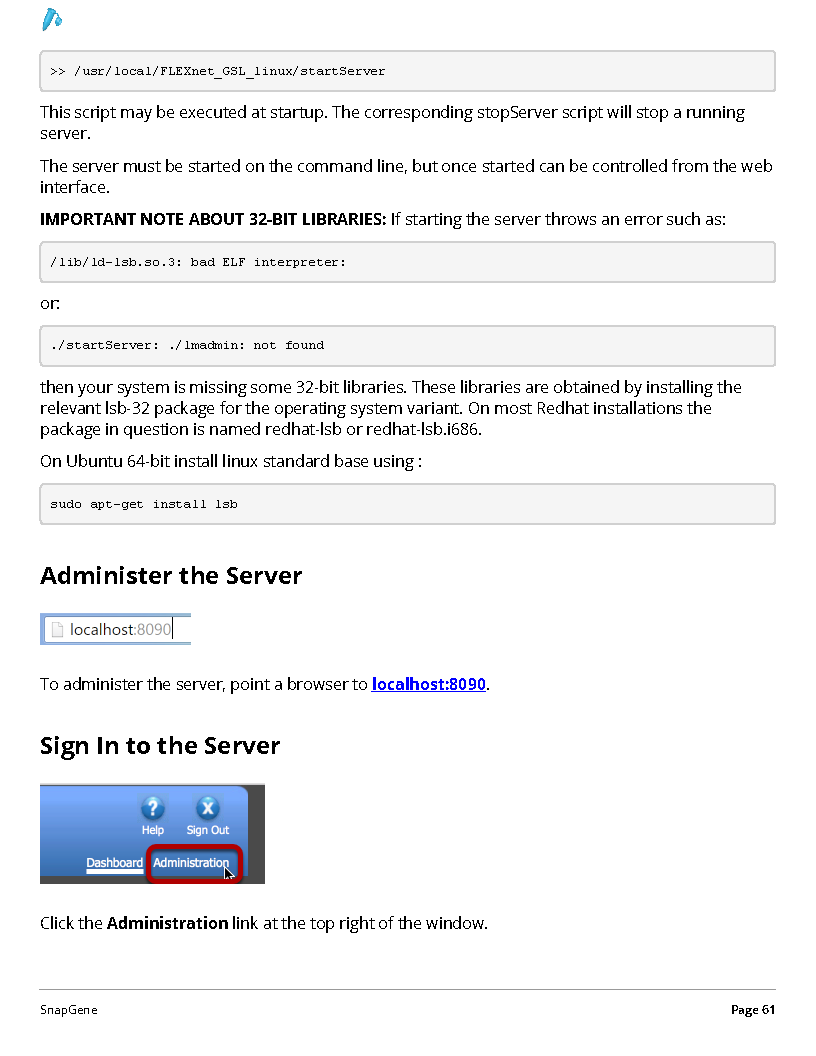 >> /usr/local/FLEXnet_GSL_linux/startServer
This script may be executed at startup. The corresponding stopServer script will stop a running
server.
The server must be started on the command line, but once started can be controlled from the web
interface.
IMPORTANT NOTE ABOUT 32-BIT LIBRARIES: If starting the server throws an error such as:
/lib/ld-lsb.so.3: bad ELF interpreter:
or:
./startServer: ./lmadmin: not found
then your system is missing some 32-bit libraries. These libraries are obtained by installing the
relevant lsb-32 package for the operating system variant. On most Redhat installations the
package in question is named redhat-lsb or redhat-lsb.i686.
On Ubuntu 64-bit install linux standard base using :
sudo apt-get install lsb
Administer the Server
localhost:8090
To administer the server, point a browser to localhost:8090.
Sign In to the Server
Help Sign Out
Dashboard Administration
Click the Administration link at the top right of the window.
SnapGene Page 61